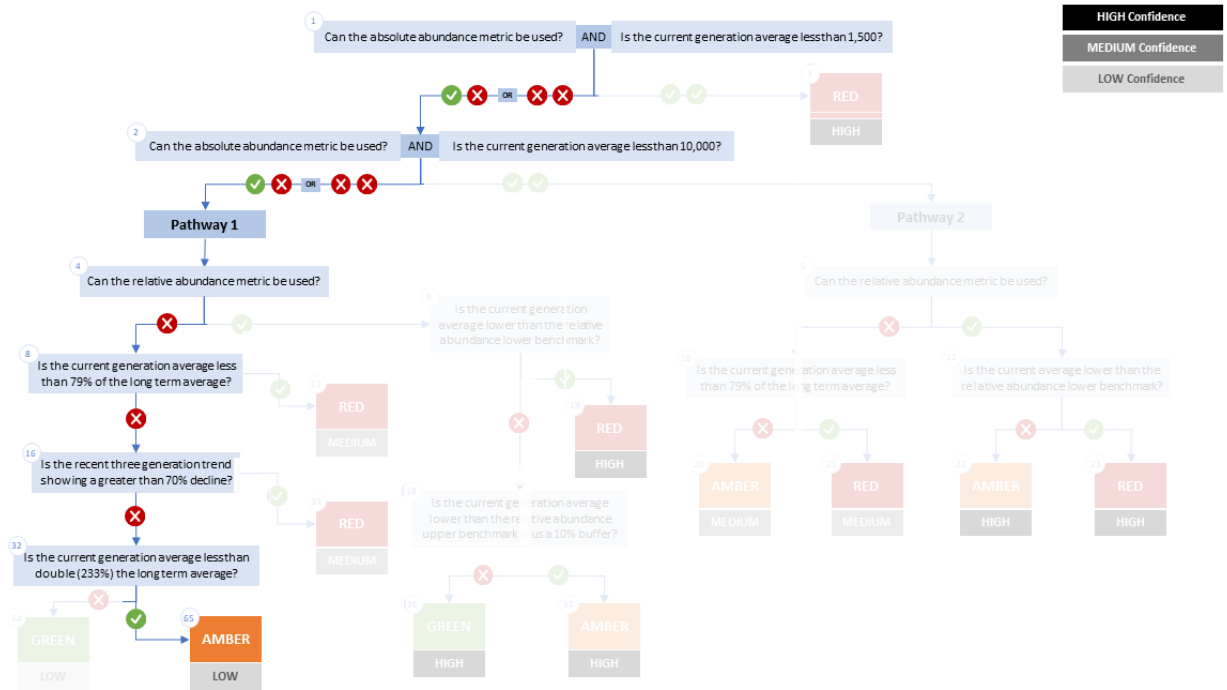 HIGH Confidence
MEDIUM Confidence
LOW Confidence
1
Can the absolute abundance metric be used? AND Is the current generation average lessthan 1,500?
OR
RED
HIGH
2
Can the absolute abundance metric be used? AND Is the current generation average lessthan 10,000?
OR
Pathway 1
Pathway 2
4
Can the relative abundance metric be used?
Can the relative abundance metric be used?
Is the current generation
average lower than the relative
abundance lower benchmark?
8
Is the current generation average less
than 79% of the long term average?
17
RED
MEDIUM
Is the current generation average less
than 79% of the long term average?
11
Is the current average lower than the
relative abundance lower benchmark?
19
RED
HIGH
16
Is the recent three generation trend
showing a greater than 70% decline?
33
RED
MEDIUM
18
Is the current generation average
lower than the relative abundance
upper benchmark us a 10% buffer?
20
AMBER
MEDIUM
21
RED
MEDIUM
22
AMBER
HIGH
23
RED
HIGH
32
Is the current generation average lessthan
double (233%) the long term average?
64
GREEN
LOW
65
AMBER
LOW
36
GREEN
HIGH
37
AMBER
HIGH